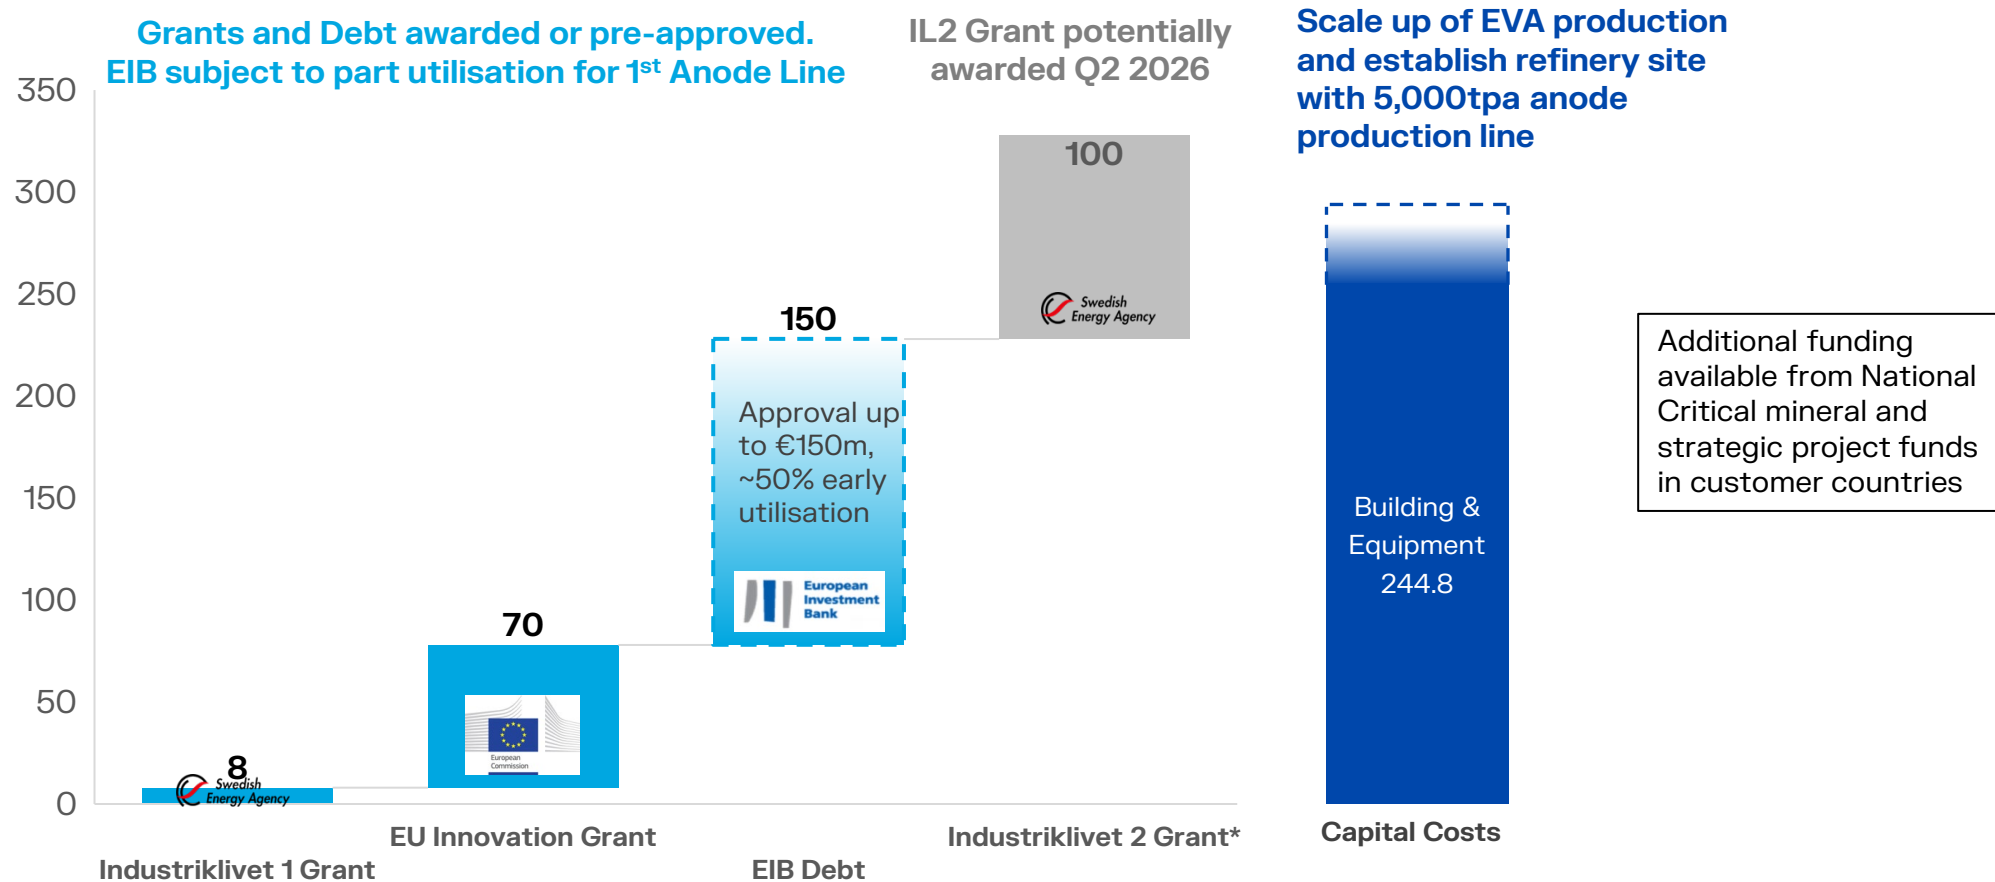 Grants and Debt awarded or pre-approved.
EIB subject to part utilisation for 1st Anode Line
IL2 Grant potentially
awarded Q2 2026
Scale up of EVA production
and establish refinery site
with 5,000tpa anode
production line
350
300
250
200
150
100
50
0
8
Swedish
Energy Agency
70
European
Commission
150
Approval up
to €150m,
~50% early
utilisation
European
Investment
Bank
100
Swedish
Energy Agency
Building &
Equipment
244.8
Additional funding
available from National
Critical mineral and
strategic project funds
in customer countries
Industriklivet 1 Grant
EU Innovation Grant
EIB Debt
Industriklivet 2 Grant*
Capital Costs